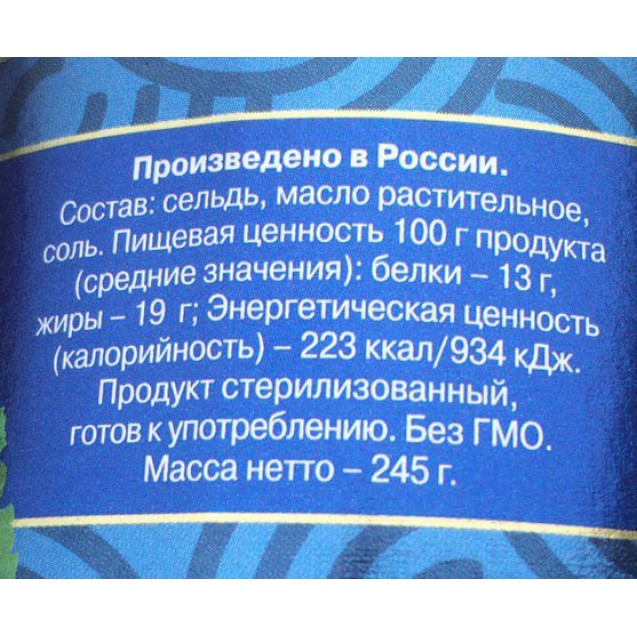 Произведено в России.
Состав: сельдь, масло растительное,
соль. Пищевая ценность 100 г продукта
(средние значения): белки – 13 г,
жиры – 19 г; Энергетическая ценность
(калорийность) – 223 ккал/934 кДж.
Продукт стерилизованный,
готов к употреблению. Без ГМО.
Масса нетто – 245 г.